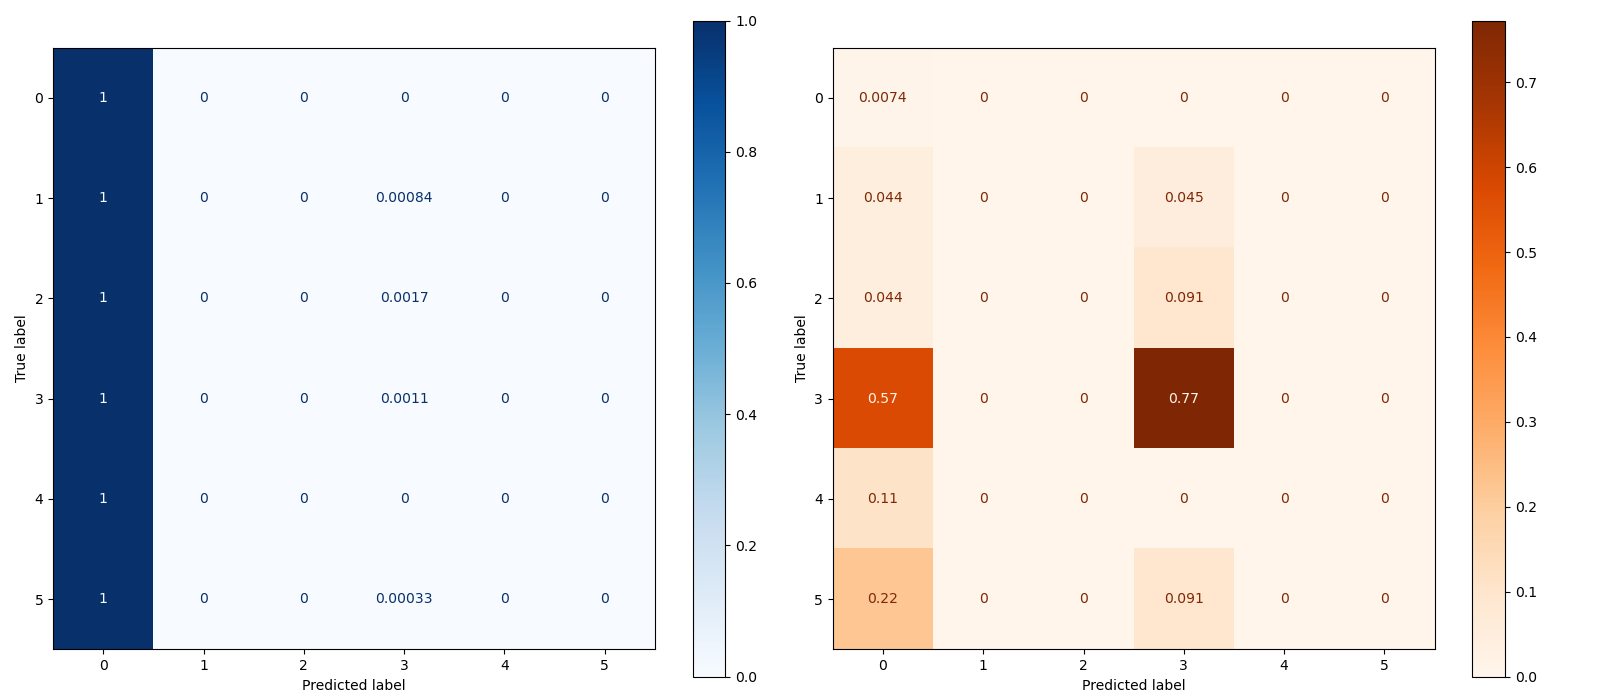 0 1 0 0 0 0 0
1 1 0 0 0.00084 0 0
2 1 0 0 0.0017 0 0
3 1 0 0 0.0011 0 0
4 1 0 0 0 0 0
5 1 0 0 0.00033 0 0
0 1 2 3 4 5
True label
Predicted label
1.0
0.8
0.6
0.4
0.2
0.0
0 0.0074 0 0 0 0 0
1 0.044 0 0 0.045 0 0
2 0.044 0 0 0.091 0 0
3 0.57 0 0 0.77 0 0
4 0.11 0 0 0 0 0
5 0.22 0 0 0.091 0 0
0 1 2 3 4 5
True label
Predicted label
0.7
0.6
0.5
0.4
0.3
0.2
0.1
0.0